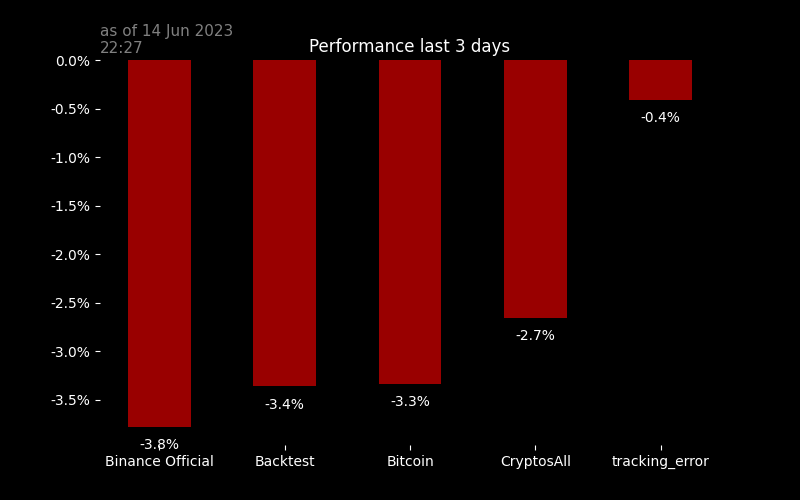 as of 14 Jun 2023
22:27
Performance last 3 days
0.0%
-0.5%
-1.0%
-1.5%
-2.0%
-2.5%
-3.0%
-3.5%
-3.8%
-3.4%
-3.3%
-2.7%
-0.4%
Binance Official
Backtest
Bitcoin
CryptosAll
tracking_error